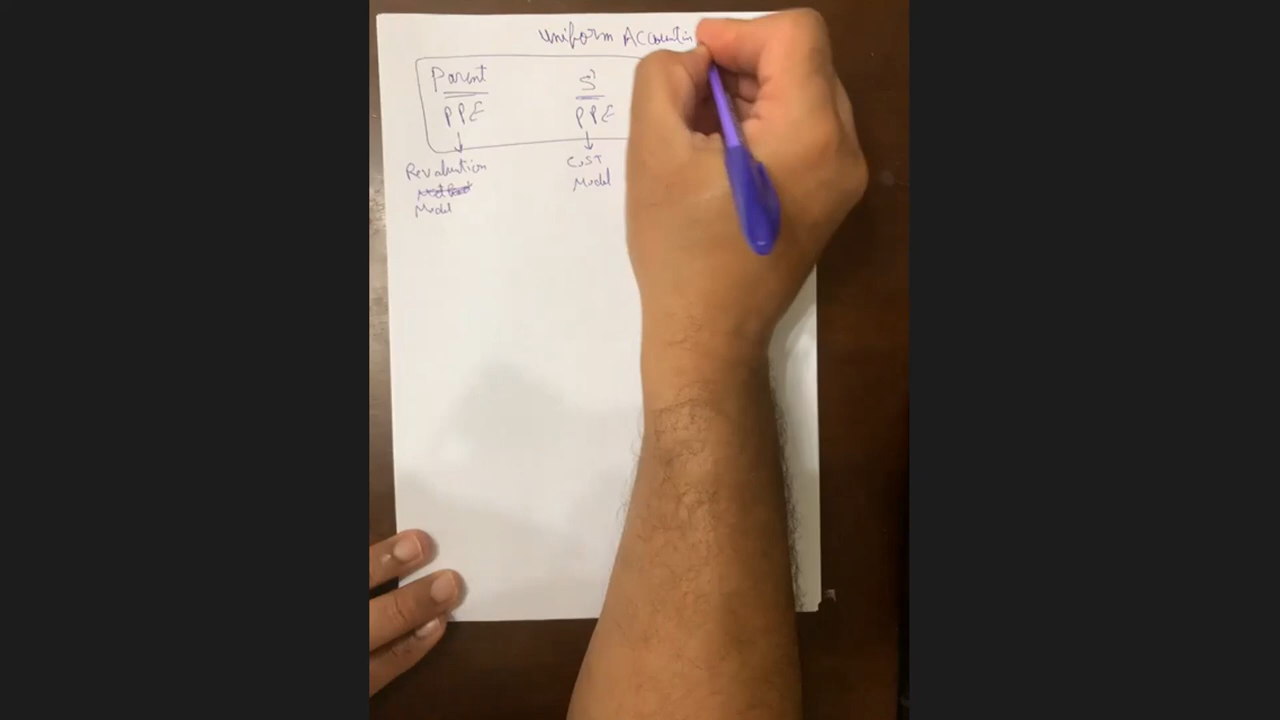 Uniform Accountin
Parent S
PPE PPE
Revaluation Cost
Model
Model